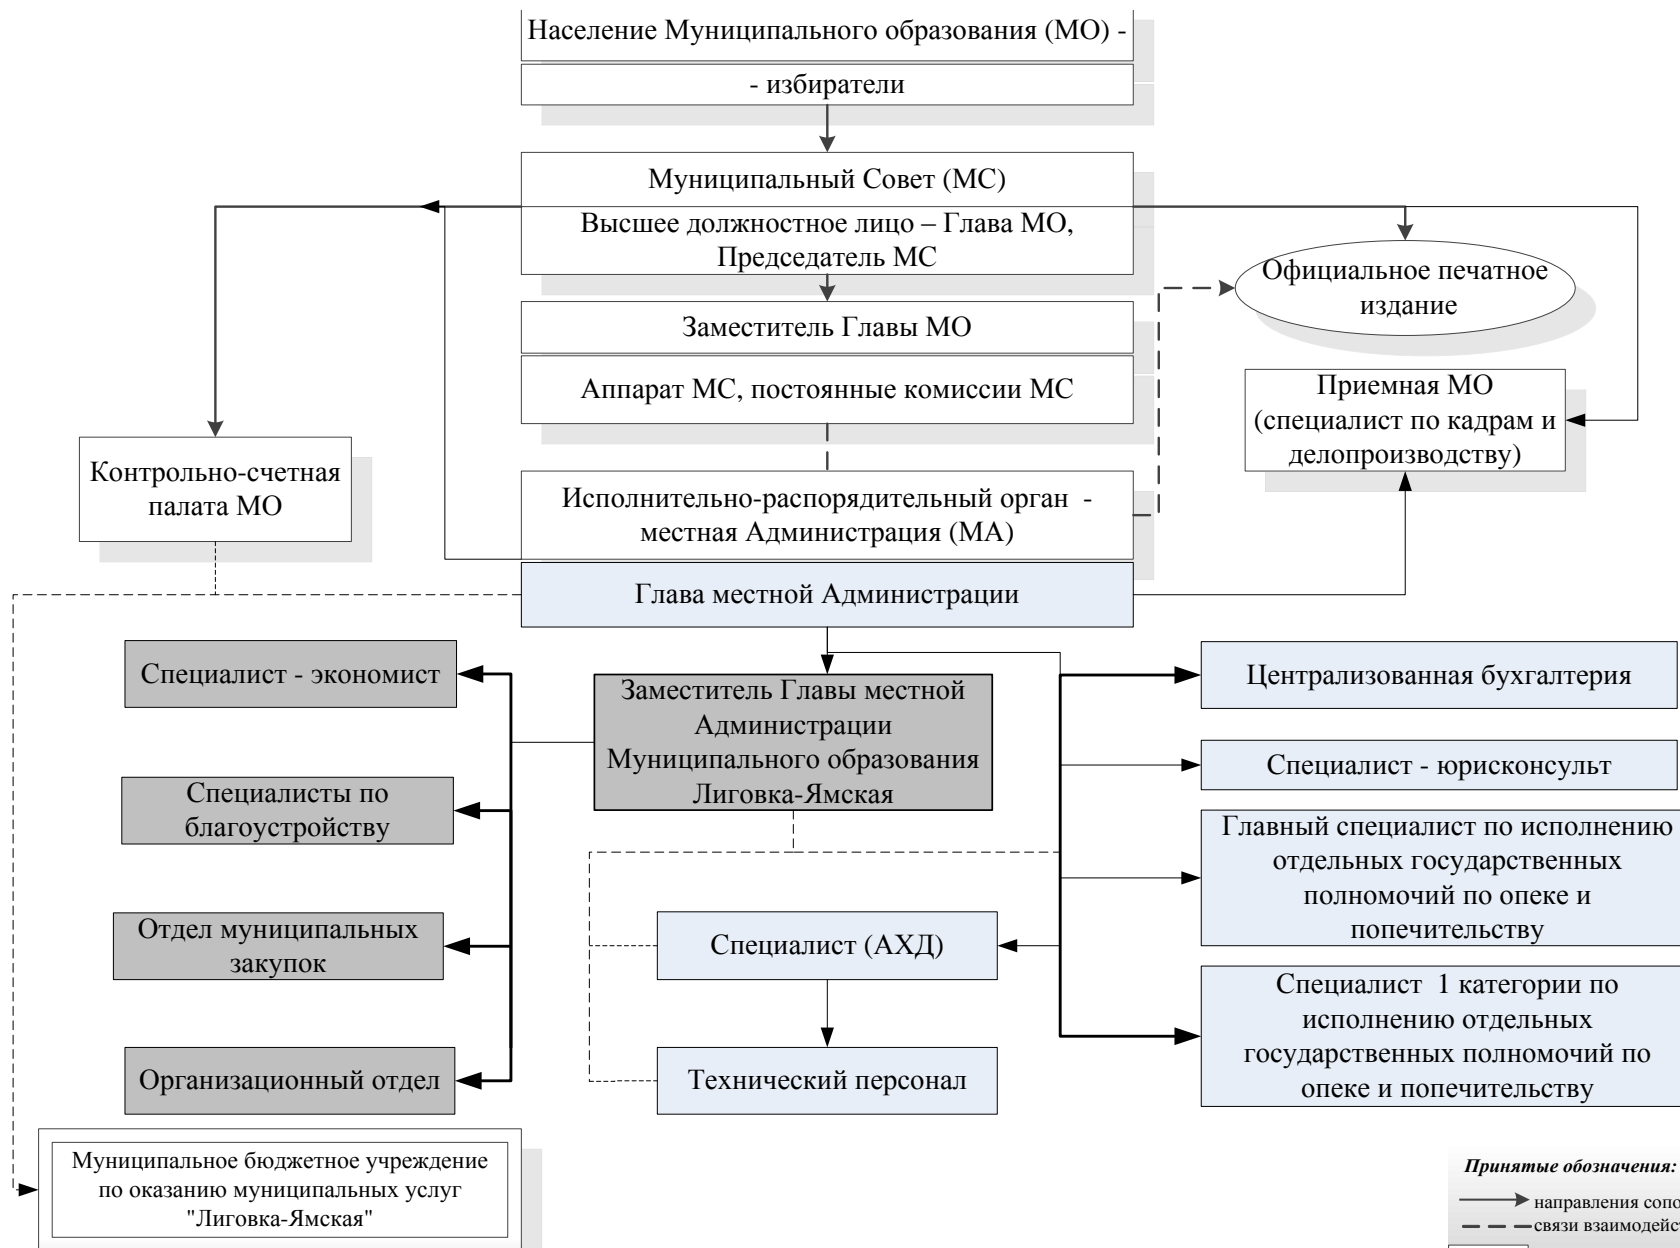 Население Муниципального образования (МО) -
- избиратели
Муниципальный Совет (МС)
Высшее должностное лицо – Глава МО,
Председатель МС
Официальное печатное
издание
Заместитель Главы МО
Аппарат МС, постоянные комиссии МС
Приемная МО
(специалист по кадрам и
делопроизводству)
Контрольно-счетная
палата МО
Исполнительно-распорядительный орган -
местная Администрация (МА)
Глава местной Администрации
Специалист - экономист
Заместитель Главы местной
Администрации
Муниципального образования
Лиговка-Ямская
Централизованная бухгалтерия
Специалист - юрисконсульт
Специалисты по
благоустройству
Главный специалист по исполнению
отдельных государственных
полномочий по опеке и
попечительству
Отдел муниципальных
закупок
Специалист (АХД)
Специалист 1 категории по
исполнению отдельных
государственных полномочий по
опеке и попечительству
Организационный отдел
Технический персонал
Муниципальное бюджетное учреждение
по оказанию муниципальных услуг
"Лиговка-Ямская"
Принятые обозначения:
направления
связи